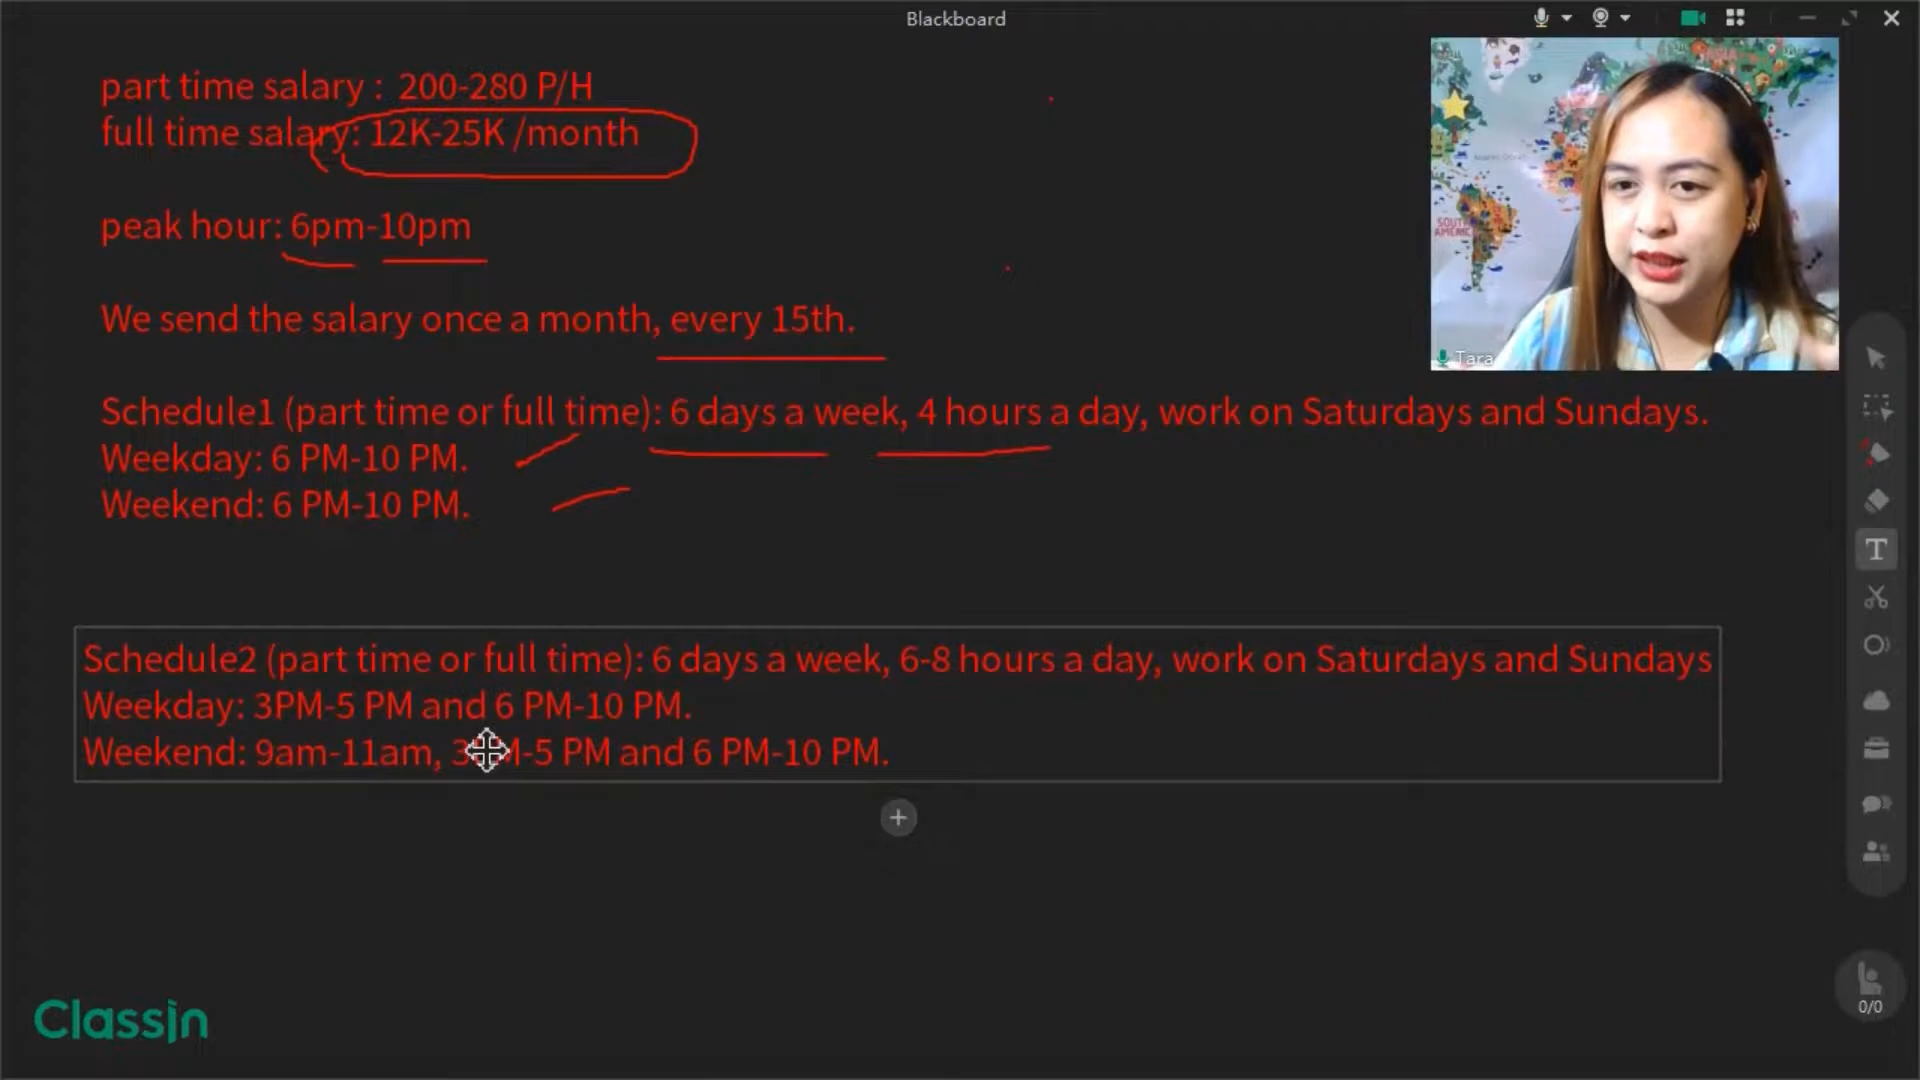 Blackboard
part time salary : 200-280 P/H
full time salary: 12K-25K /month
peak hour: 6pm-10pm
We send the salary once a month, every 15th.
Tara
Schedule1 (part time or full time): 6 days a week, 4 hours a day, work on Saturdays and Sundays.
Weekday: 6 PM-10 PM.
Weekend: 6 PM-10 PM.
Schedule2 (part time or full time): 6 days a week, 6-8 hours a day, work on Saturdays and Sundays
Weekday: 3PM-5 PM and 6 PM-10 PM.
Weekend: 9am-11am, 3PM-5 PM and 6 PM-10 PM.
0/0
ClassIn